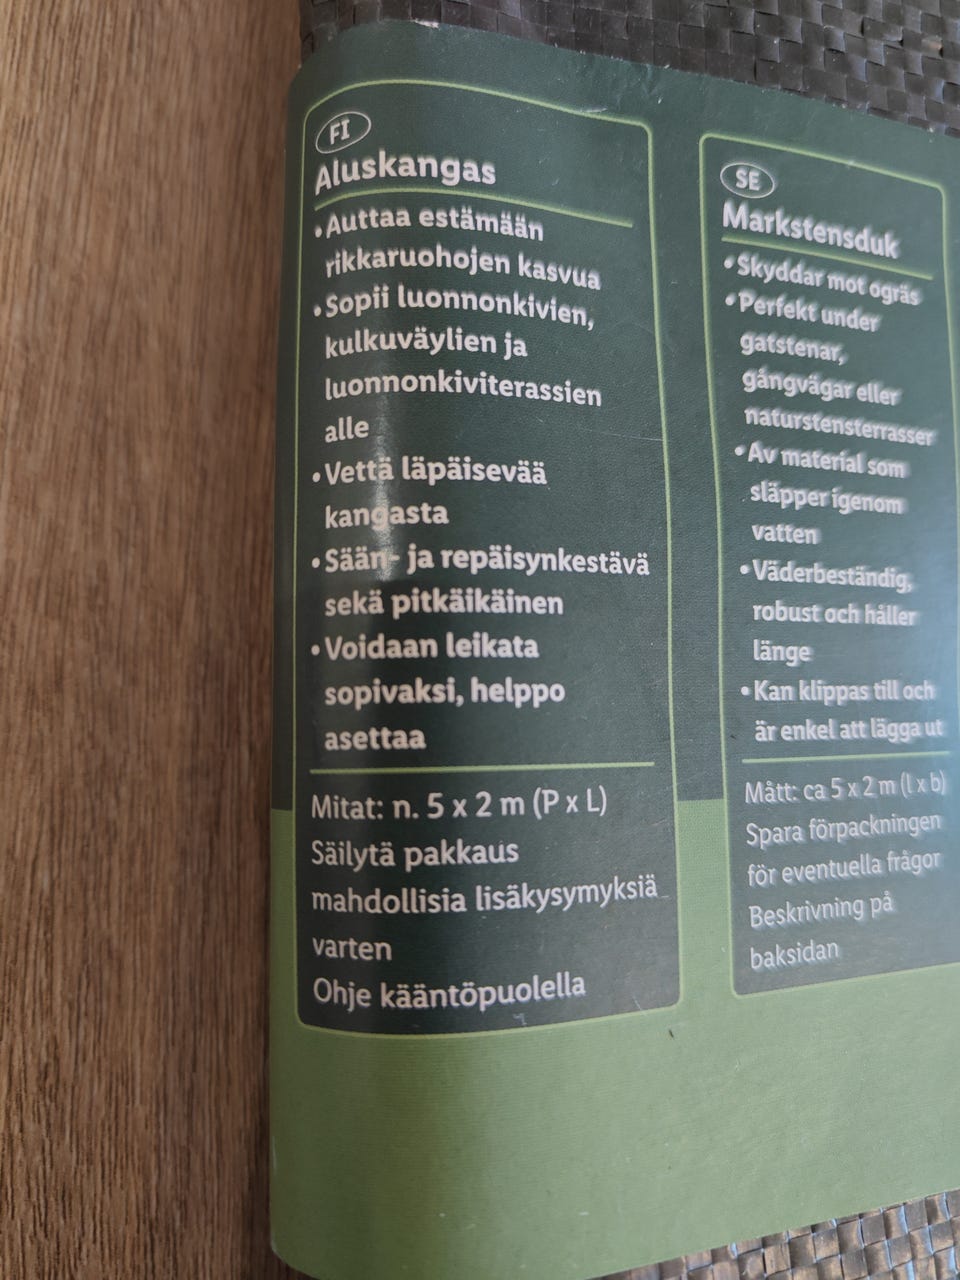 FI
Aluskangas
• Auttaa estämään
rikkaruohojen kasvua
• Sopii luonnonkivien,
kulkuväylien ja
luonnonkiviterassien
alle
• Vettä läpäisevää
kangasta
• Sään- ja repäisynkestävä
sekä pitkäikäinen
• Voidaan leikata
sopivaksi, helppo
asettaa
Mitat: n. 5 x 2 m (P x L)
Säilytä pakkaus
mahdollisia lisäkysymyksiä
varten
Ohje kääntöpuolella
SE
Markstensduk
• Skyddar mot ogräs
• Perfekt under
gatstenar,
gångvägar eller
naturstensterrasser
• Av material som
släpper igenom
vatten
• Väderbeständig,
robust och håller
länge
• Kan klippas till och
är enkel att lägga ut
Mått: ca 5 x 2 m (l x b)
Spara förpackningen
för eventuella frågor
Beskrivning på
baksidan